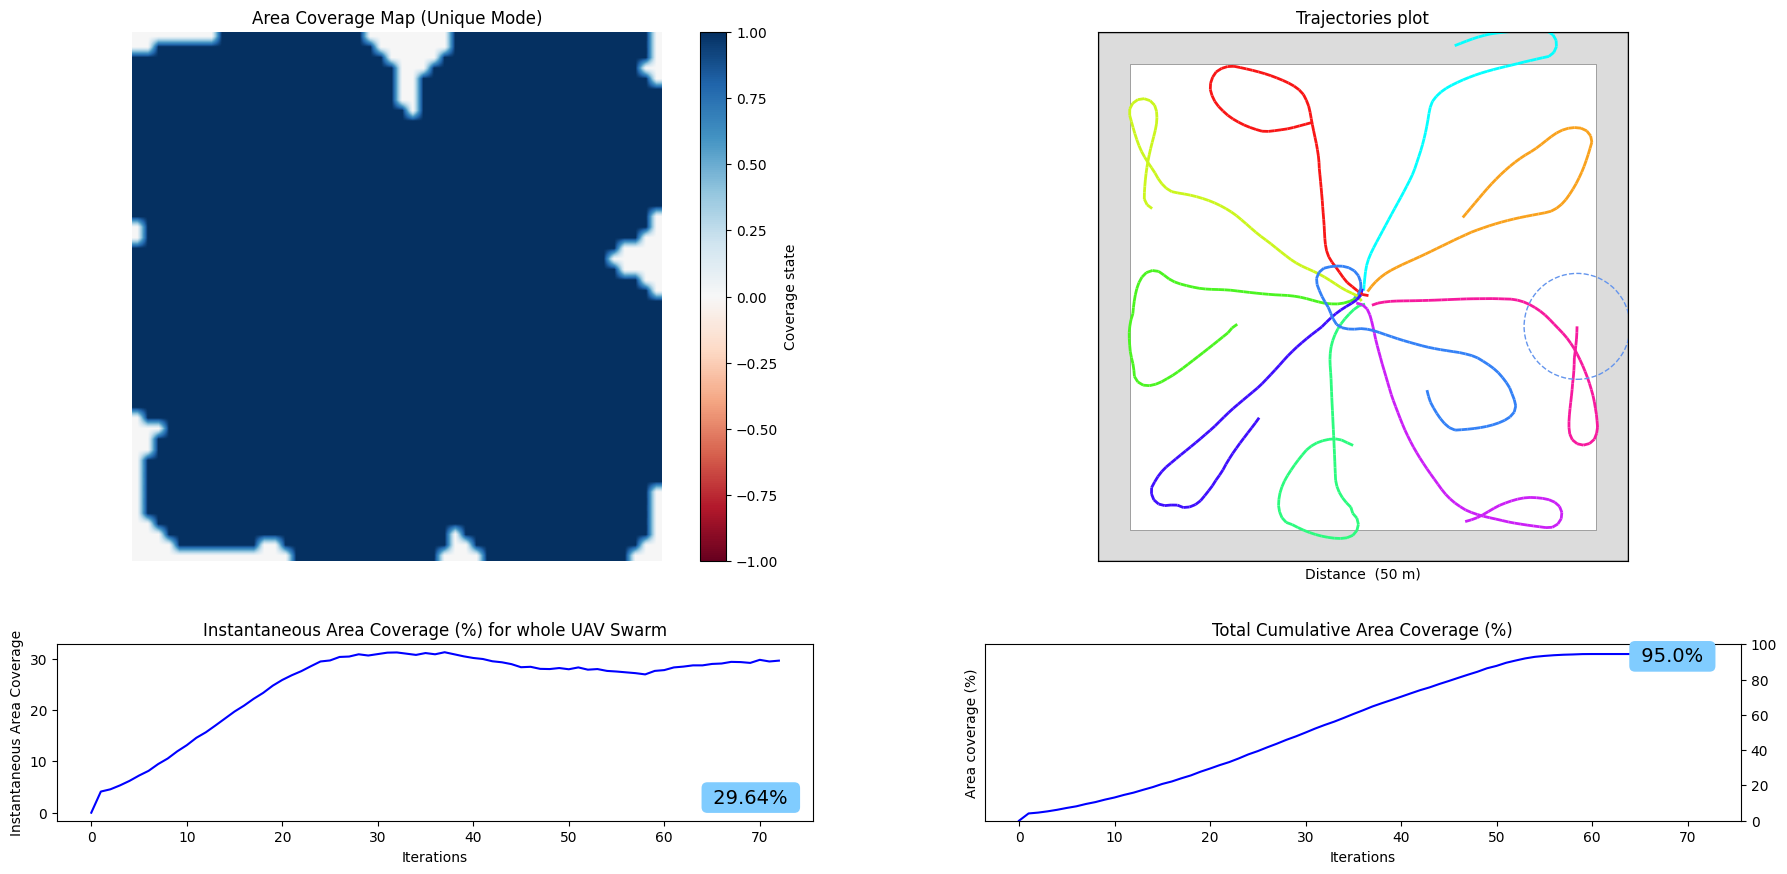 Area Coverage Map (Unique Mode)
1.00
0.75
0.50
0.25
0.00
−0.25
−0.50
−0.75
−1.00
Coverage state
Trajectories plot
Distance  (50 m)
Instantaneous Area Coverage (%) for whole UAV Swarm
Instantaneous Area Coverage
30
20
10
0
29.64%
0 10 20 30 40 50 60 70
Iterations
Total Cumulative Area Coverage (%)
Area coverage (%)
95.0%
100
80
60
40
20
0
0 10 20 30 40 50 60 70
Iterations